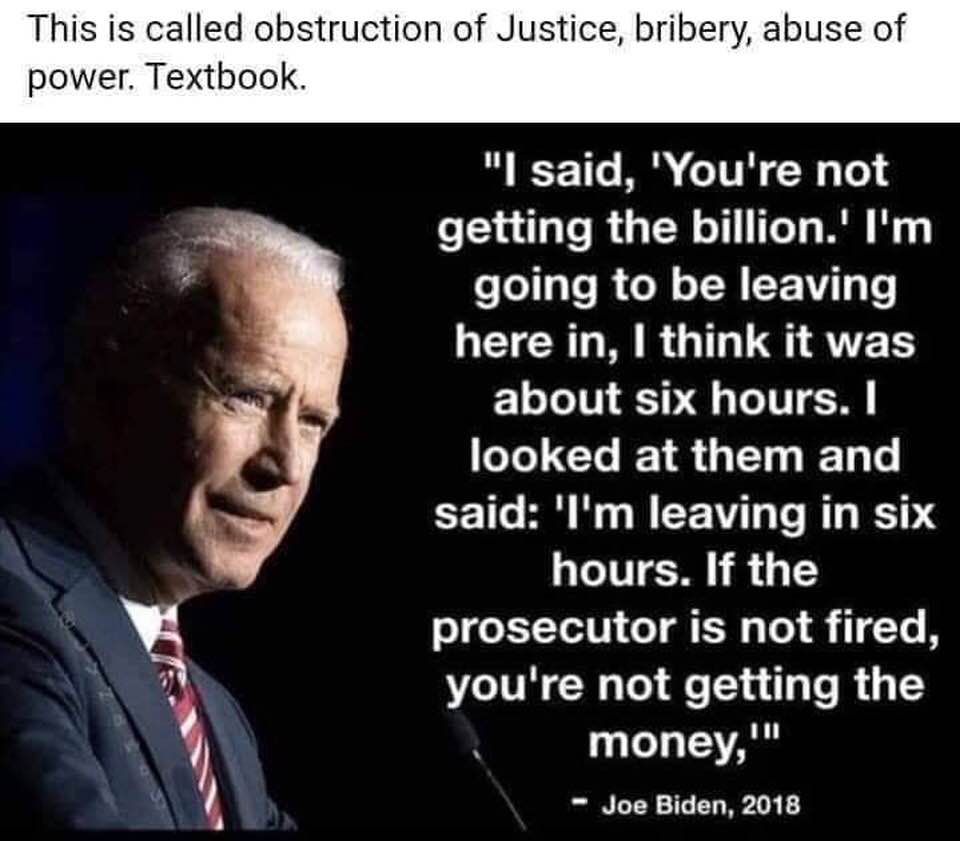 This is called obstruction of Justice, bribery, abuse of
power. Textbook.
"I said, 'You're not
getting the billion.' I'm
going to be leaving
here in, I think it was
about six hours. I
looked at them and
said: 'I'm leaving in six
hours. If the
prosecutor is not fired,
you're not getting the
money,'"
- Joe Biden, 2018